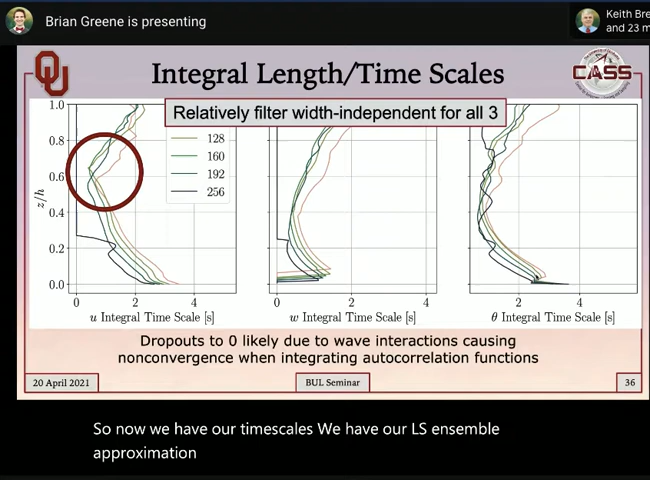 Brian Greene is presenting
Keith Bre
and 23 m
OU
Integral Length/Time Scales
CASS
Relatively filter width-independent for all 3
1.0
0.8
0.6
0.4
0.2
0.0
z/h
128
160
192
256
0 2 4
u Integral Time Scale [s]
0 2 4
w Integral Time Scale [s]
2 4
θ Integral Time Scale [s]
Dropouts to 0 likely due to wave interactions causing
nonconvergence when integrating autocorrelation functions
20 April 2021
BUL Seminar
36
So now we have our timescales We have our LS ensemble
approximation